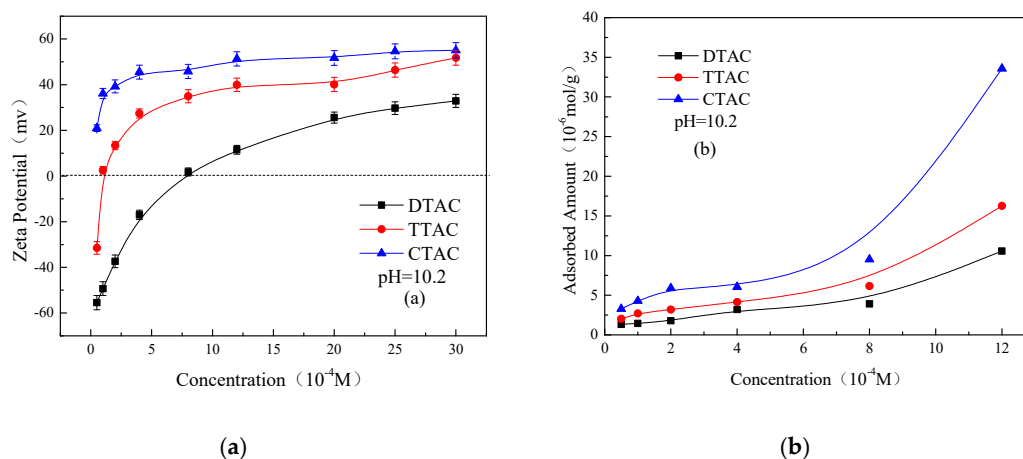 60
40
20
0
-20
-40
-60
Zeta Potential (mv)
DTAC
TTAC
CTAC
pH=10.2
(a)
0 5 10 15 20 25 30
Concentration（10-4M）
(a)
40
35
30
25
20
15
10
5
0
Adsorbed Amount (10-6 mol/g)
DTAC
TTAC
CTAC
pH=10.2
(b)
0 2 4 6 8 10 12
Concentration（10-4M）
(b)